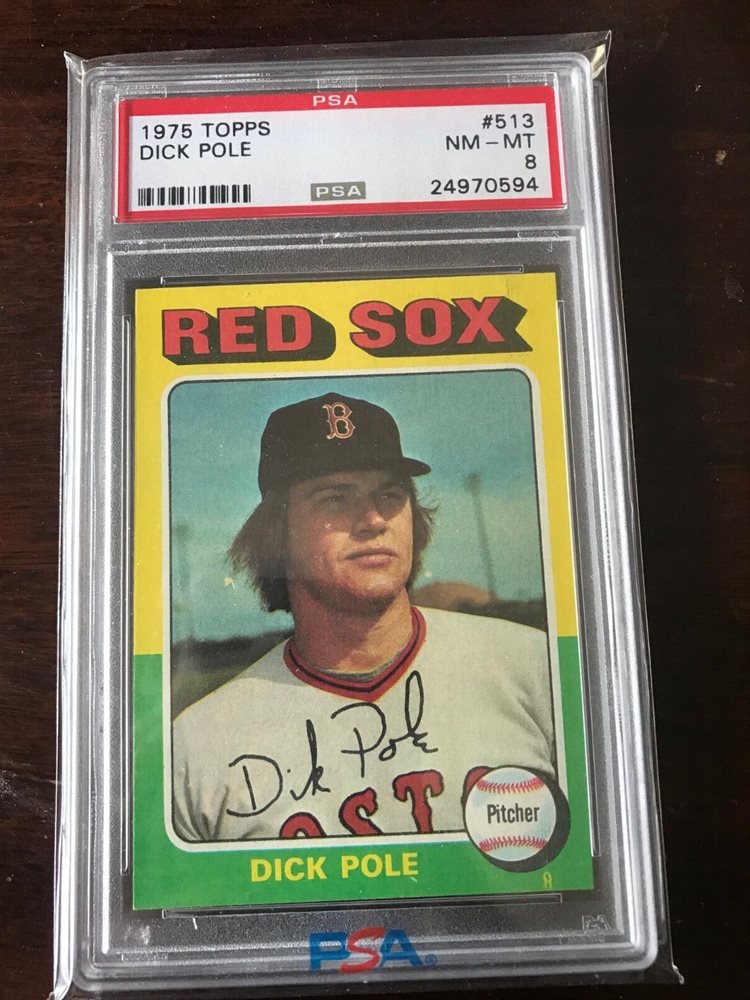 PSA
1975 TOPPS #513
DICK POLE NM - MT
8
PSA 24970594
RED SOX
B
Dick Pole
OSTO
Pitcher
DICK POLE
PSA